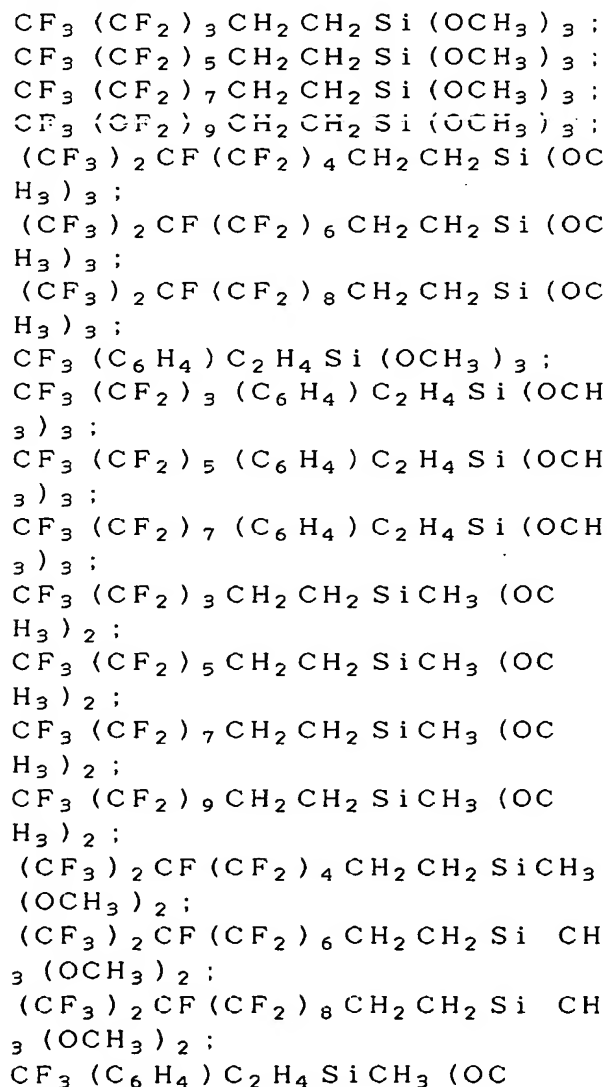 CF₃(CF₂)₃CH₂CH₂Si(OCH₃)₃;
CF₃(CF₂)₅CH₂CH₂Si(OCH₃)₃;
CF₃(CF₂)₇CH₂CH₂Si(OCH₃)₃;
CF₃(CF₂)₉CH₂CH₂Si(OCH₃)₃;
(CF₃)₂CF(CF₂)₄CH₂CH₂Si(OC
H₃)₃;
(CF₃)₂CF(CF₂)₆CH₂CH₂Si(OC
H₃)₃;
(CF₃)₂CF(CF₂)₈CH₂CH₂Si(OC
H₃)₃;
CF₃(C₆H₄)C₂H₄Si(OCH₃)₃;
CF₃(CF₂)₃(C₆H₄)C₂H₄Si(OCH
₃)₃;
CF₃(CF₂)₅(C₆H₄)C₂H₄Si(OCH
₃)₃;
CF₃(CF₂)₇(C₆H₄)C₂H₄Si(OCH
₃)₃;
CF₃(CF₂)₃CH₂CH₂SiCH₃(OC
H₃)₂;
CF₃(CF₂)₅CH₂CH₂SiCH₃(OC
H₃)₂;
CF₃(CF₂)₇CH₂CH₂SiCH₃(OC
H₃)₂;
CF₃(CF₂)₉CH₂CH₂SiCH₃(OC
H₃)₂;
(CF₃)₂CF(CF₂)₄CH₂CH₂SiCH₃
(OCH₃)₂;
(CF₃)₂CF(CF₂)₆CH₂CH₂Si CH
₃(OCH₃)₂;
(CF₃)₂CF(CF₂)₈CH₂CH₂Si CH
₃(OCH₃)₂;
CF₃(C₆H₄)C₂H₄SiCH₃(OC